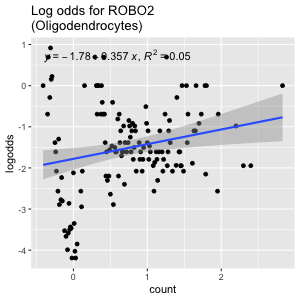 Log odds for ROBO2
(Oligodendrocytes)
y = −1.78 + 0.357 x, R² = 0.05
1
0
-1
-2
-3
-4
logodds
0
1
2
count